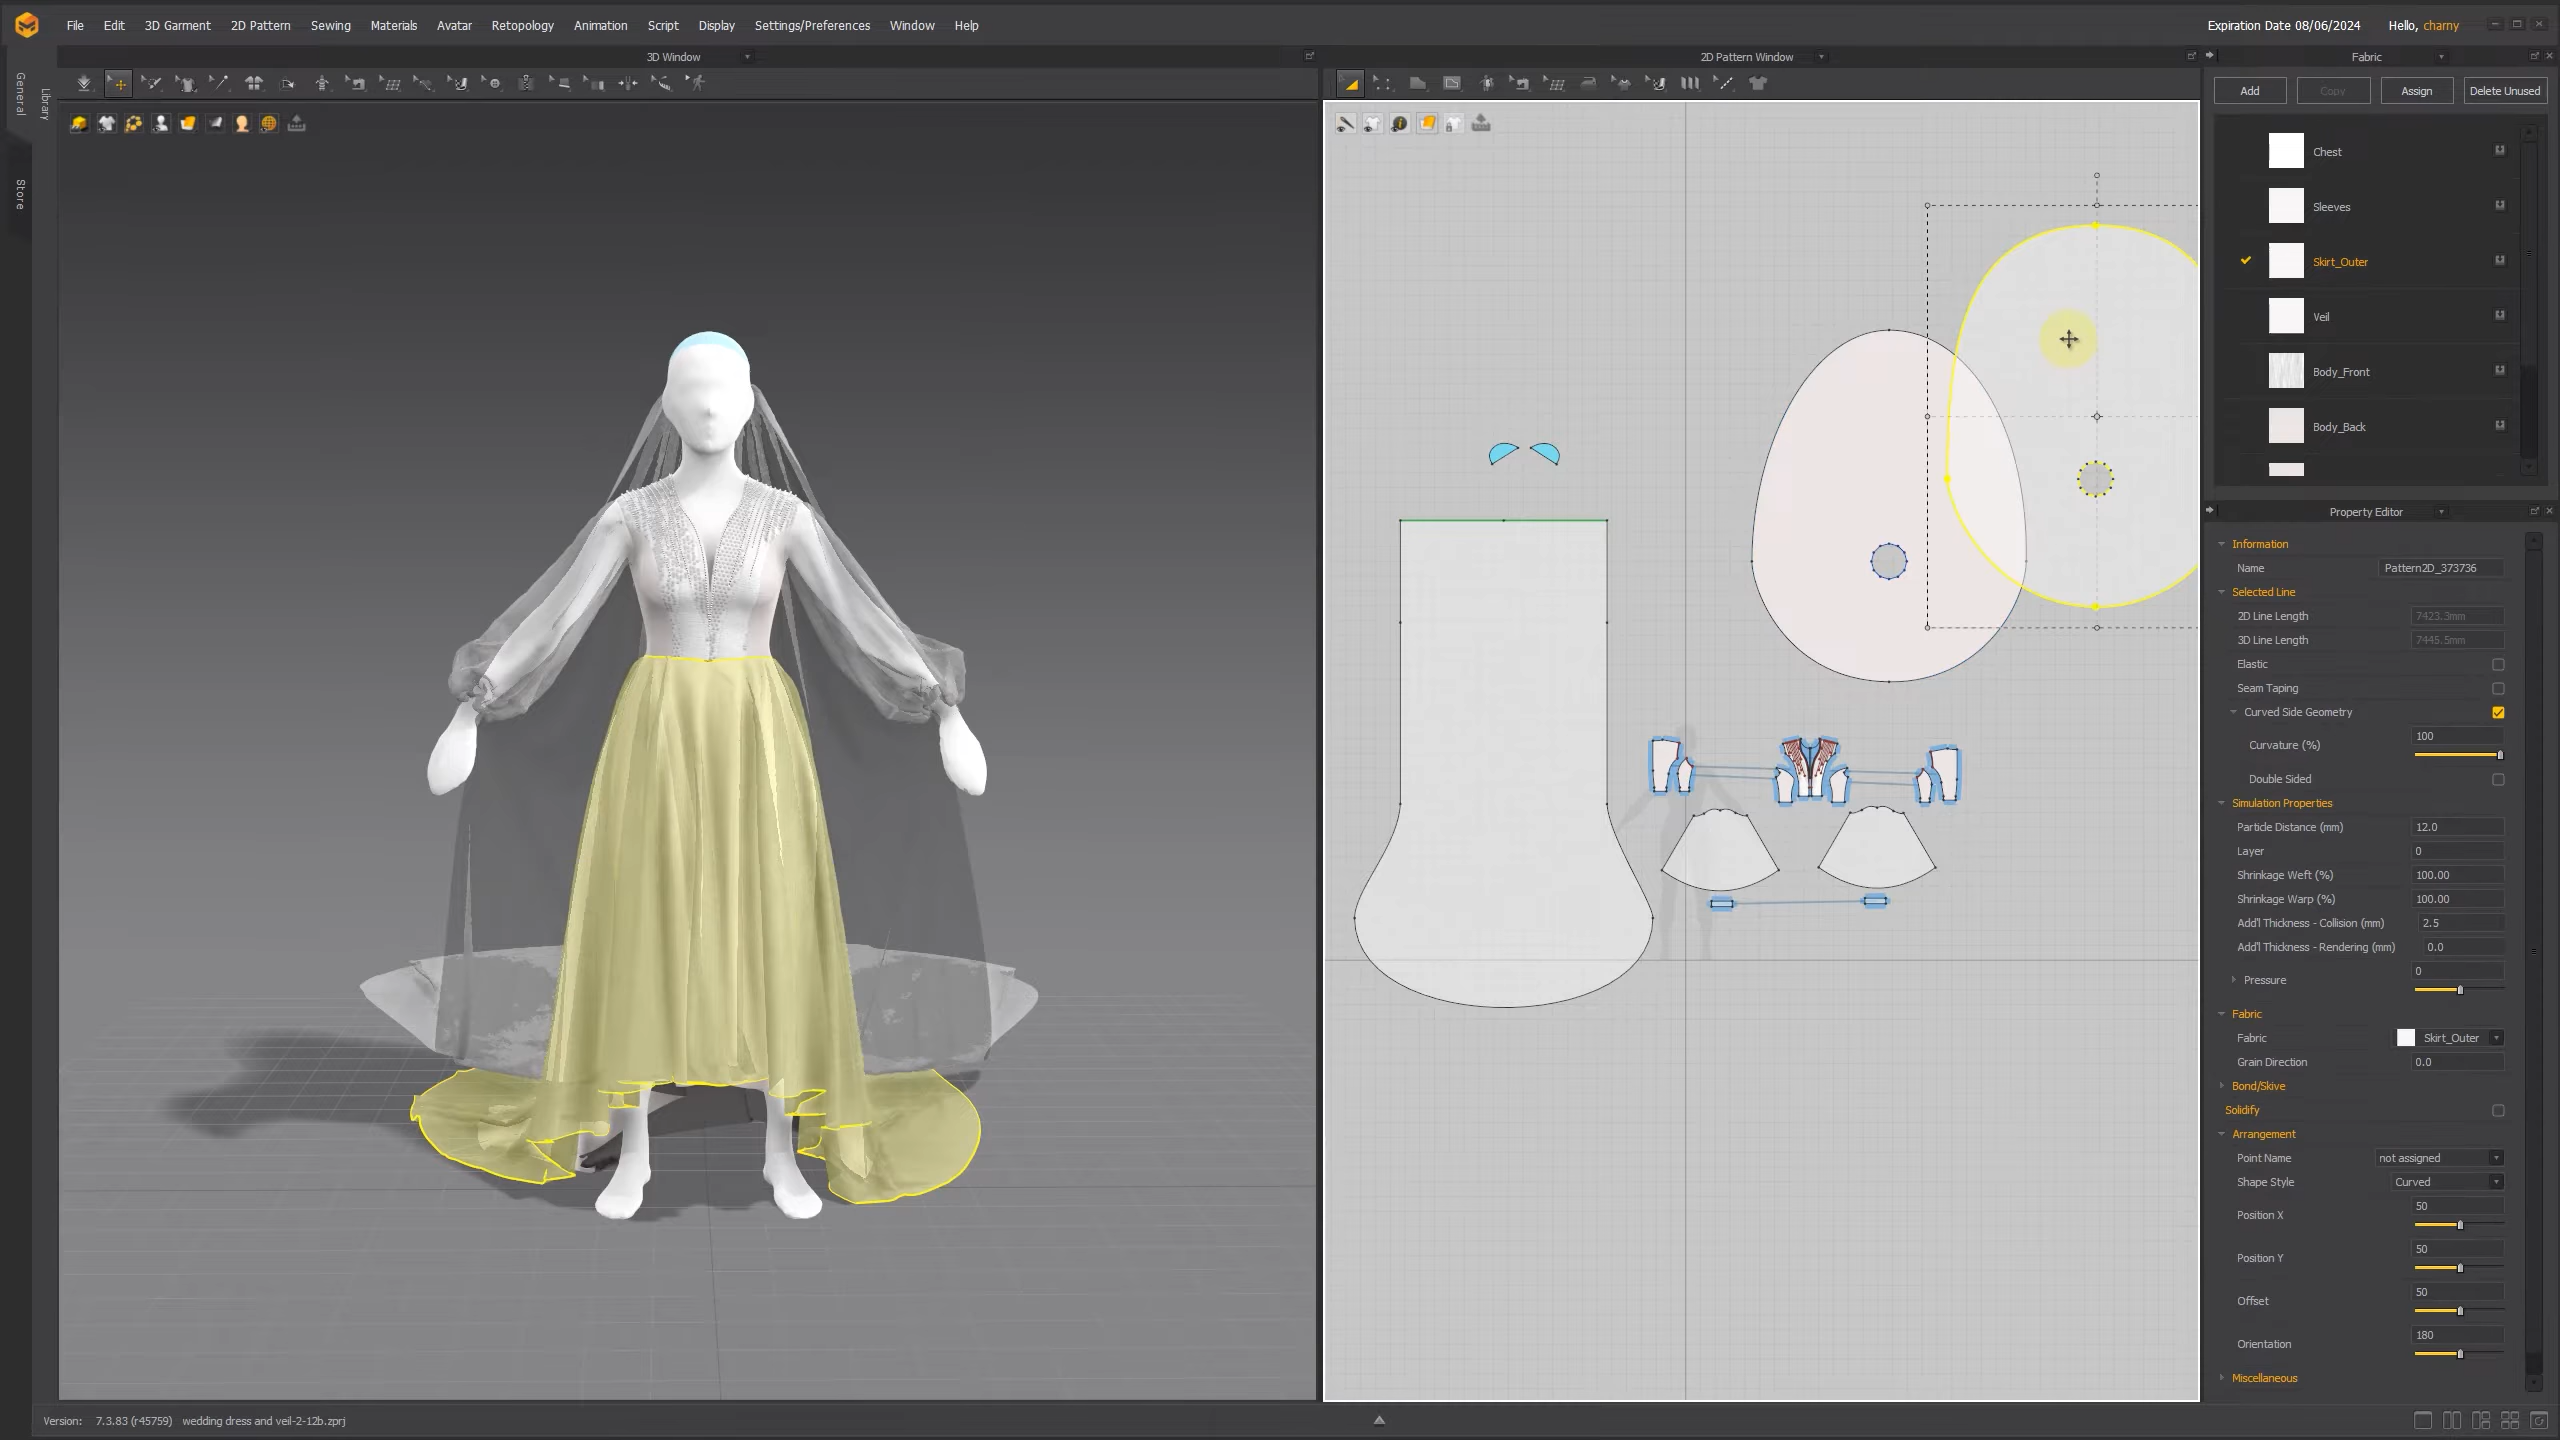 File Edit 3D Garment 2D Pattern Sewing Materials Avatar Retopology Animation Script Display Settings/Preferences Window Help
Expiration Date 08/06/2024 Hello, charny
3D Window
2D Pattern Window
Fabric
General
Library
Store
Add Copy Assign Delete Unused
Chest
Sleeves
Skirt_Outer
Veil
Body_Front
Body_Back
Property Editor
Information
Name Pattern2D_373736
Selected Line
2D Line Length 7423.3mm
3D Line Length 7445.5mm
Elastic
Seam Taping
Curved Side Geometry
Curvature (%) 100
Double Sided
Simulation Properties
Particle Distance (mm) 12.0
Layer 0
Shrinkage Weft (%) 100.00
Shrinkage Warp (%) 100.00
Add'l Thickness - Collision (mm) 2.5
Add'l Thickness - Rendering (mm) 0.0
Pressure 0
Fabric
Fabric Skirt_Outer
Grain Direction 0.0
Bond/Skive
Solidify
Arrangement
Point Name not assigned
Shape Style Curved
Position X 50
Position Y 50
Offset 50
Orientation 180
Miscellaneous
Version: 7.3.83 (r45759) wedding dress and veil-2-12b.zprj